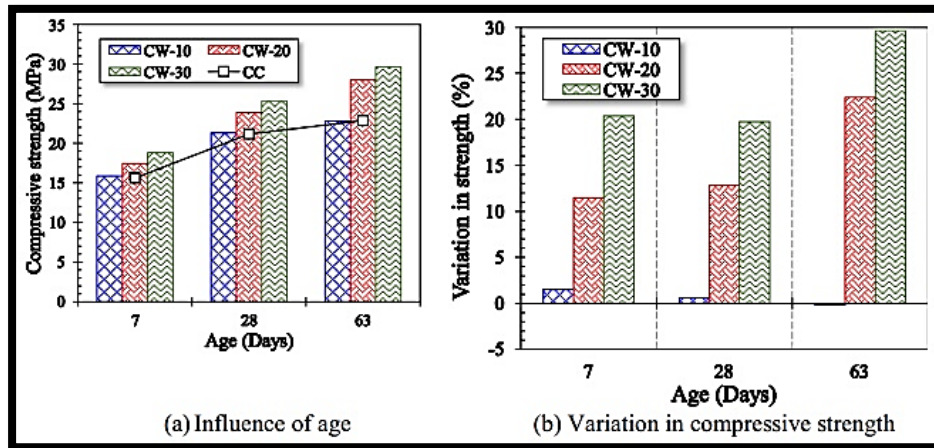 35
30
25
20
15
10
5
0
Compressive strength (MPa)
CW-10 CW-20
CW-30 CC
7 28 63
Age (Days)
(a) Influence of age
30
25
20
15
10
5
0
-5
Variation in strength (%)
CW-10
CW-20
CW-30
7 28 63
Age (Days)
(b) Variation in compressive strength